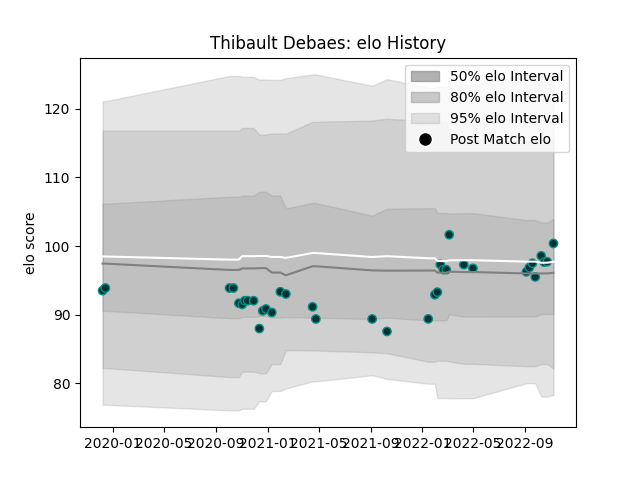 Thibault Debaes: elo History
50% elo Interval
80% elo Interval
95% elo Interval
Post Match elo
elo score
120
110
100
90
80
2020-01 2020-05 2020-09 2021-01 2021-05 2021-09 2022-01 2022-05 2022-09